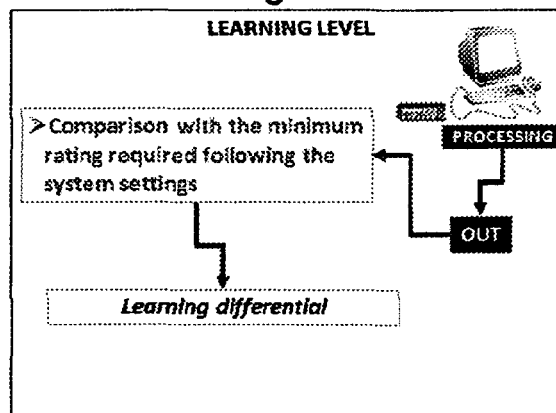 LEARNING LEVEL
➢Comparison with the minimum
rating required following the
system settings
PROCESSING
OUT
Learning differential